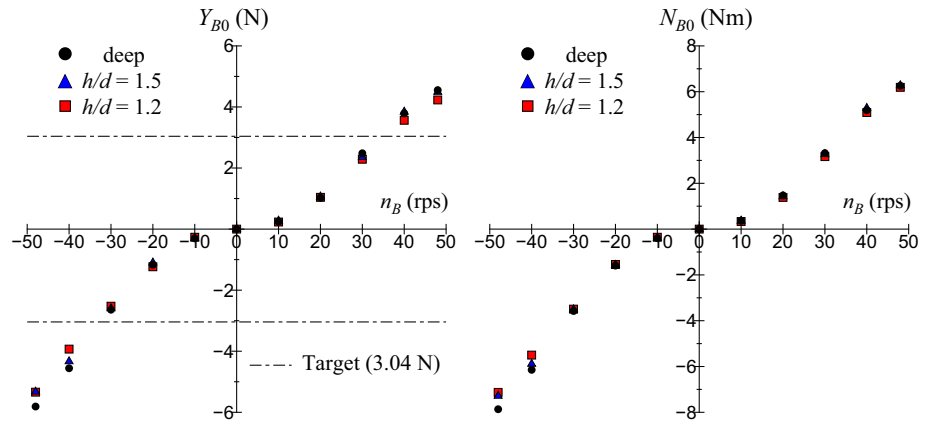 Y_B0 (N)
deep
h/d = 1.5
h/d = 1.2
6
4
2
n_B (rps)
−50 −40 −30 −20 −10 0 10 20 30 40 50
−2
−4
−6
Target (3.04 N)
N_B0 (Nm)
deep
h/d = 1.5
h/d = 1.2
8
6
4
2
n_B (rps)
−50 −40 −30 −20 −10 0 10 20 30 40 50
−2
−4
−6
−8